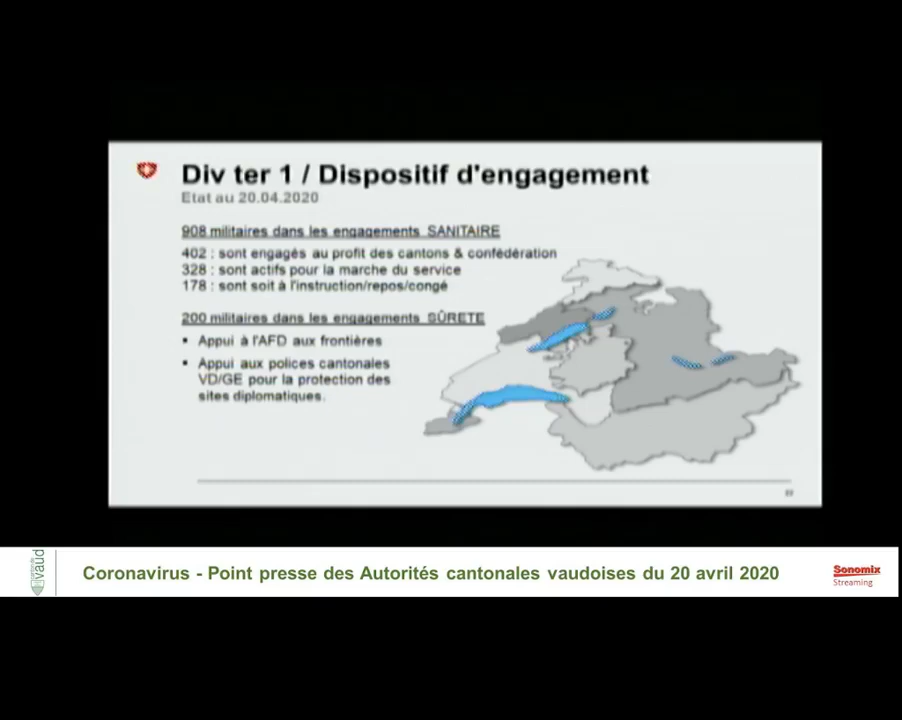 Div ter 1 / Dispositif d'engagement
Etat au 20.04.2020
908 militaires dans les engagements SANITAIRE
402 : sont engagés au profit des cantons & confédération
328 : sont actifs pour la marche du service
178 : sont soit à l'instruction/repos/congé
200 militaires dans les engagements SÛRETE
▪ Appui à l'AFD aux frontières
▪ Appui aux polices cantonales
VD/GE pour la protection des
sites diplomatiques.
vaud
Coronavirus - Point presse des Autorités cantonales vaudoises du 20 avril 2020
Sonomix
Streaming